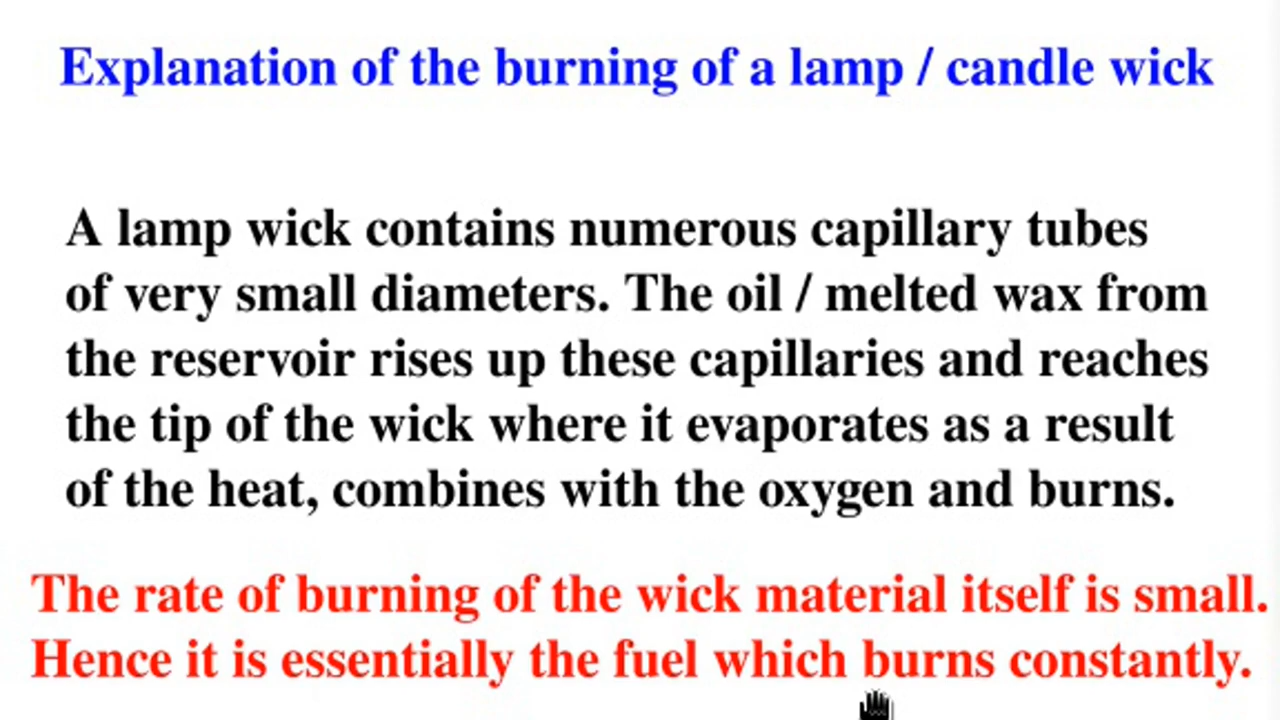 Explanation of the burning of a lamp / candle wick
A lamp wick contains numerous capillary tubes
of very small diameters. The oil / melted wax from
the reservoir rises up these capillaries and reaches
the tip of the wick where it evaporates as a result
of the heat, combines with the oxygen and burns.
The rate of burning of the wick material itself is small.
Hence it is essentially the fuel which burns constantly.